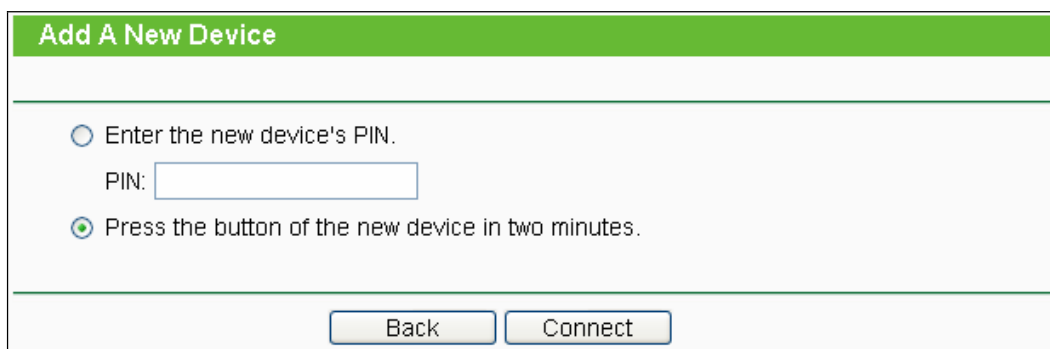 Add A New Device
Enter the new device's PIN.
PIN:
Press the button of the new device in two minutes.
Back Connect